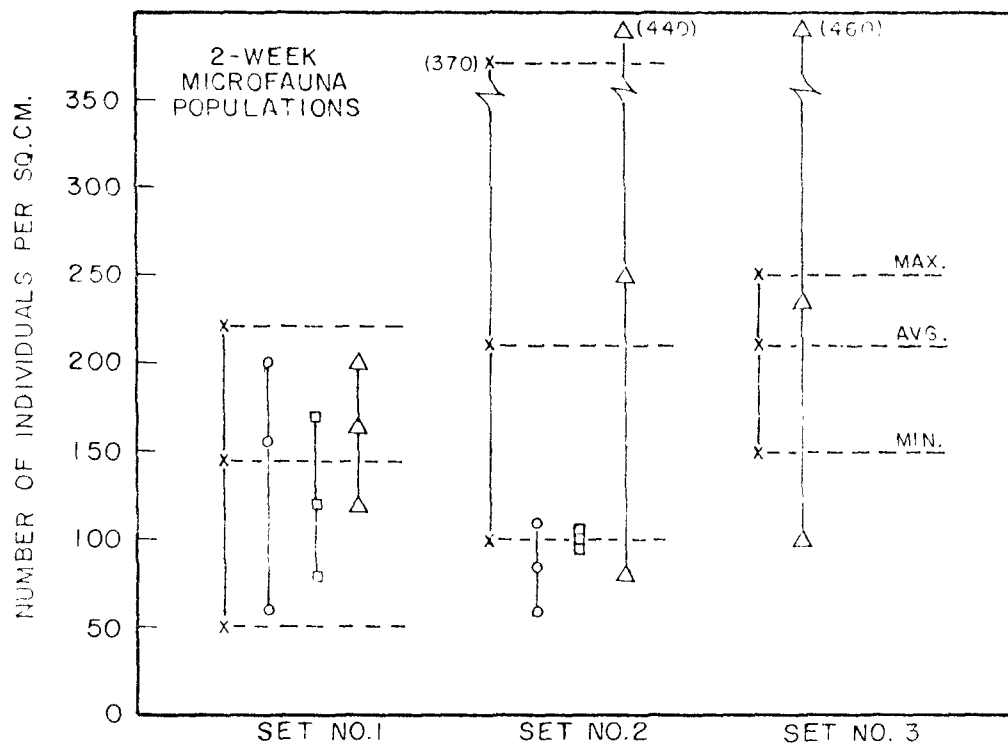 2-WEEK
MICROFAUNA
POPULATIONS
(370)
(440)
(460)
NUMBER OF INDIVIDUALS PER SQ.CM.
350
300
250
200
150
100
50
0
MAX.
AVG.
MIN.
SET NO.1
SET NO.2
SET NO. 3